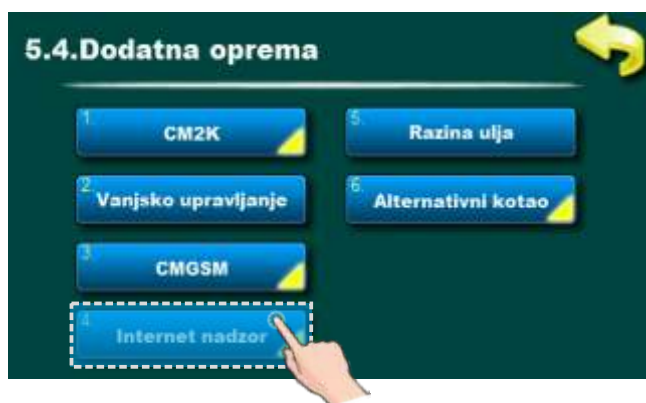 5.4.Dodatna oprema
1.
CM2K
2.
Vanjsko upravljanje
3.
CMGSM
4.
Internet nadzor
5.
Razina ulja
6.
Alternativni kotao